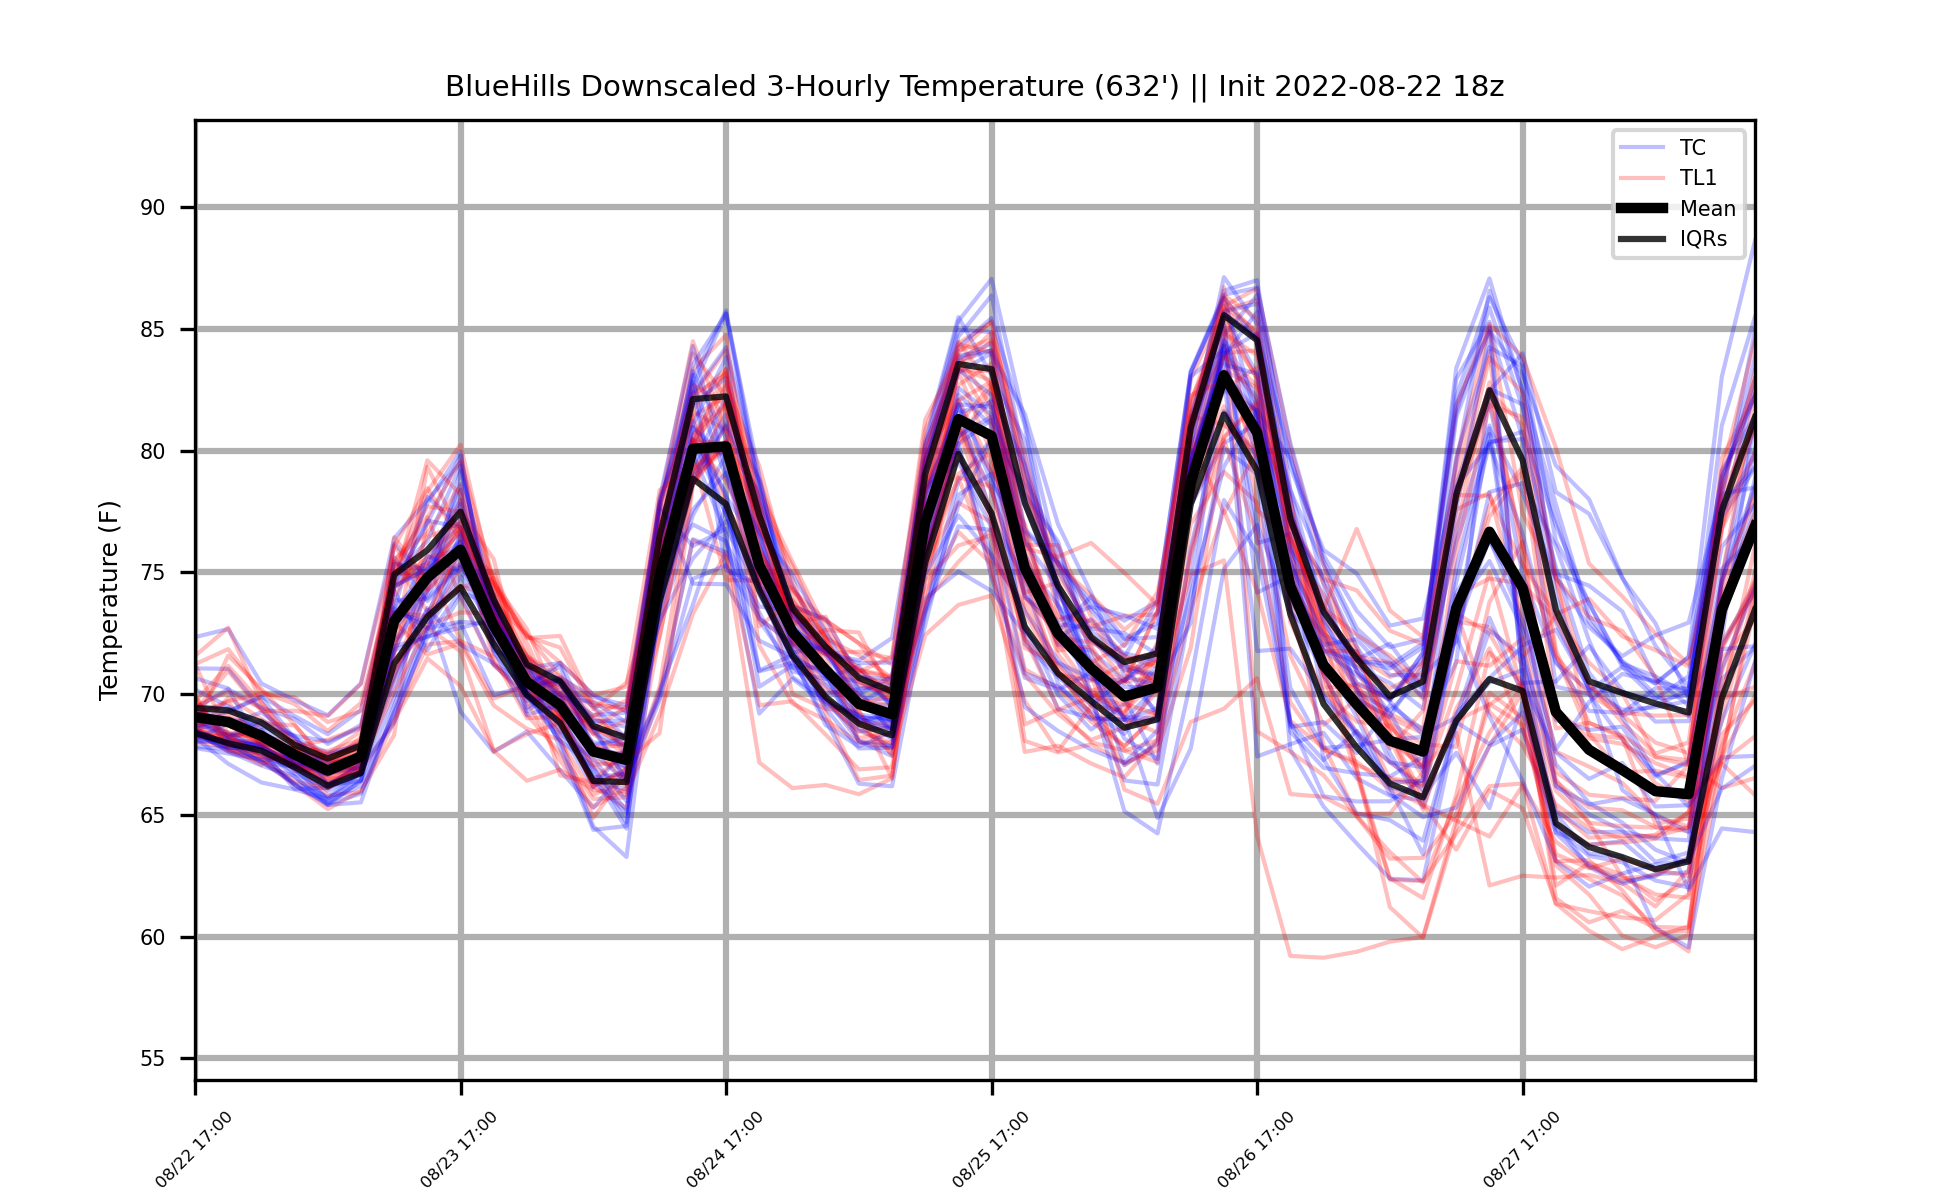 BlueHills Downscaled 3-Hourly Temperature (632') || Init 2022-08-22 18z
TC
TL1
Mean
IQRs
Temperature (F)
90
85
80
75
70
65
60
55
08/22 17:00
08/23 17:00
08/24 17:00
08/25 17:00
08/26 17:00
08/27 17:00